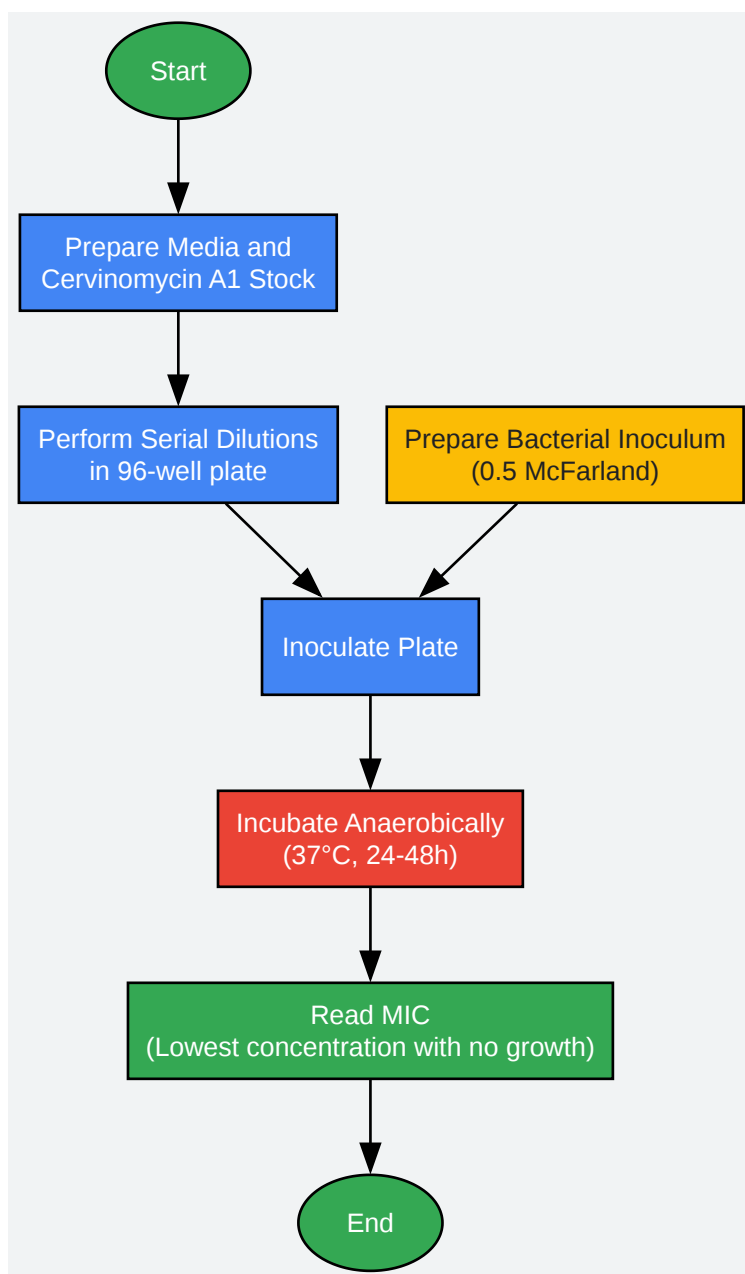 Start
Prepare Media and
Cervinomycin A1 Stock
Perform Serial Dilutions
in 96-well plate
Prepare Bacterial Inoculum
(0.5 McFarland)
Inoculate Plate
Incubate Anaerobically
(37°C, 24-48h)
Read MIC
(Lowest concentration with no growth)
End